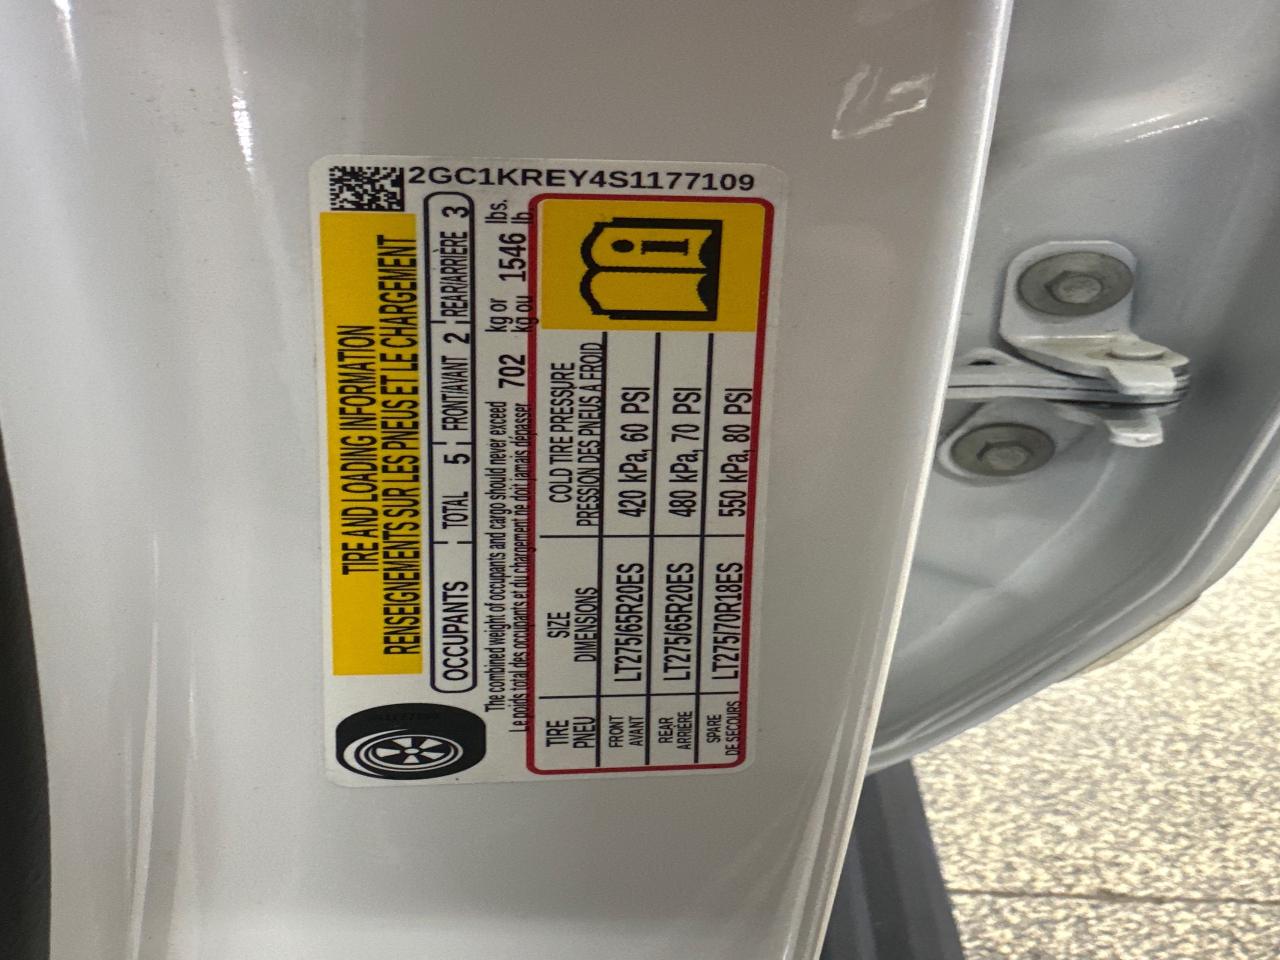 2GC1KREY4S1177109
TIRE AND LOADING INFORMATION
RENSEIGNEMENTS SUR LES PNEUS ET LE CHARGEMENT
OCCUPANTS TOTAL 5 FRONT/AVANT 2 REAR/ARRIÈRE 3
The combined weight of occupants and cargo should never exceed 702 kg or 1546 lbs.
Le poids total des occupants et du chargement ne doit jamais dépasser kg ou lb.
TIRE SIZE COLD TIRE PRESSURE
PNEU DIMENSIONS PRESSION DES PNEUS À FROID
FRONT
AVANT LT275/65R20ES 420 kPa, 60 PSI
REAR
ARRIÈRE LT275/65R20ES 480 kPa, 70 PSI
SPARE
DE SECOURS LT275/70R18ES 550 kPa, 80 PSI
i